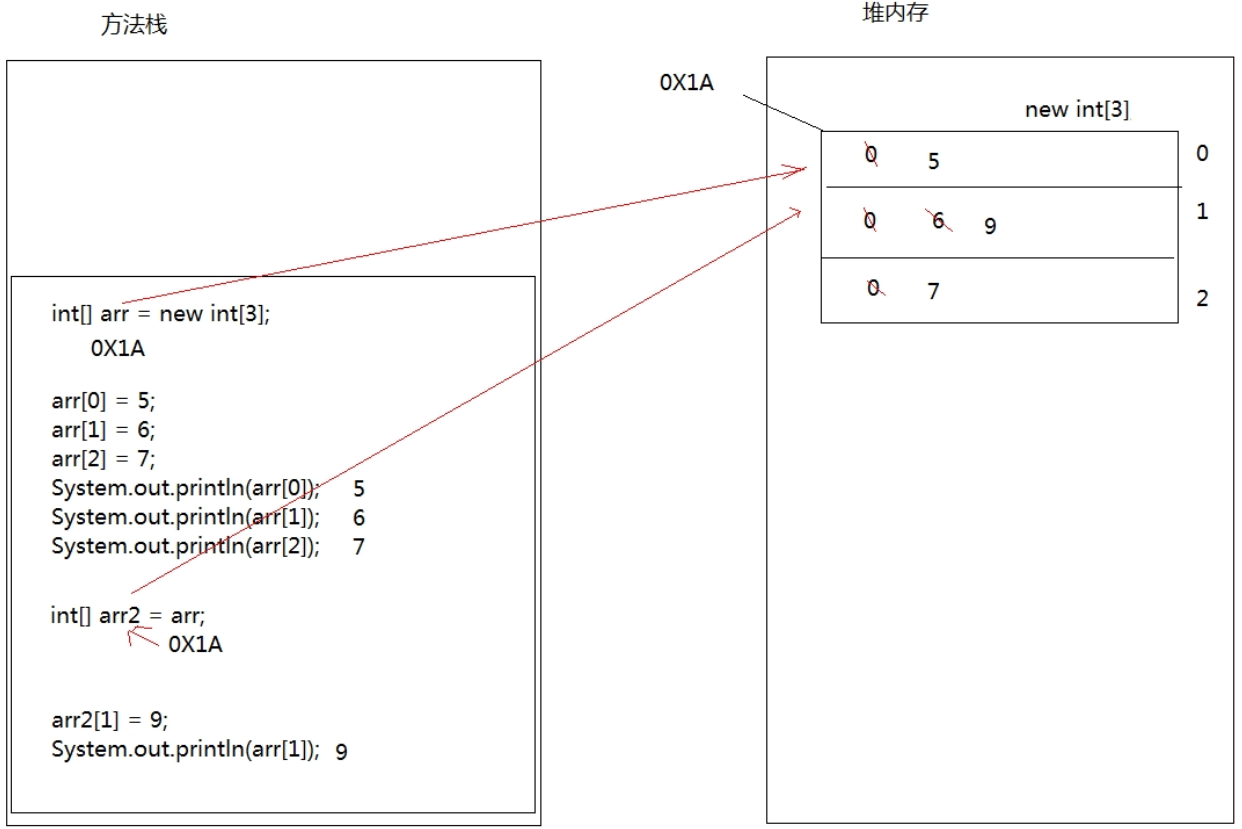 方法栈
int[] arr = new int[3];
0X1A
arr[0] = 5;
arr[1] = 6;
arr[2] = 7;
System.out.println(arr[0]); 5
System.out.println(arr[1]); 6
System.out.println(arr[2]); 7
int[] arr2 = arr;
0X1A
arr2[1] = 9;
System.out.println(arr[1]); 9
堆内存
0X1A
new int[3]
0 5 0
0 6 9 1
0 7 2